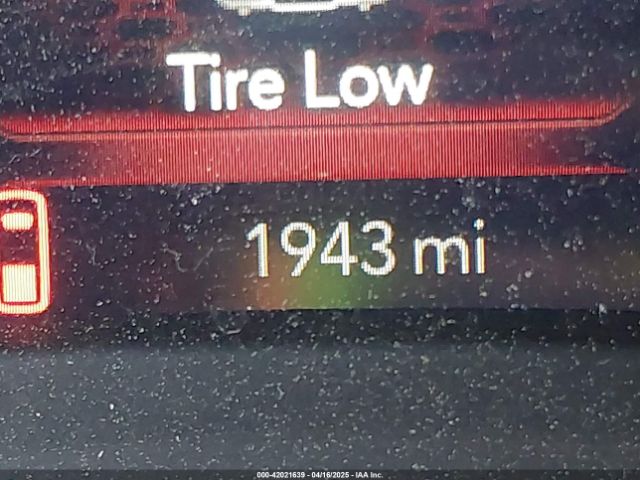 Tire Low
1943 mi
000-42021639 - 04/16/2025 - IAA Inc.